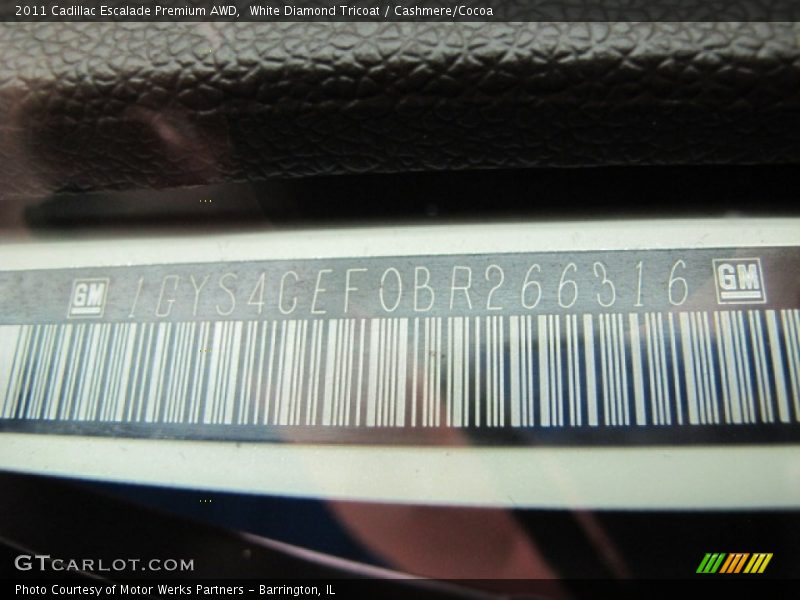 2011 Cadillac Escalade Premium AWD,  White Diamond Tricoat / Cashmere/Cocoa
GM 1GYS4CEF0BR266316 GM
GTCARLOT.COM
Photo Courtesy of Motor Werks Partners - Barrington, IL